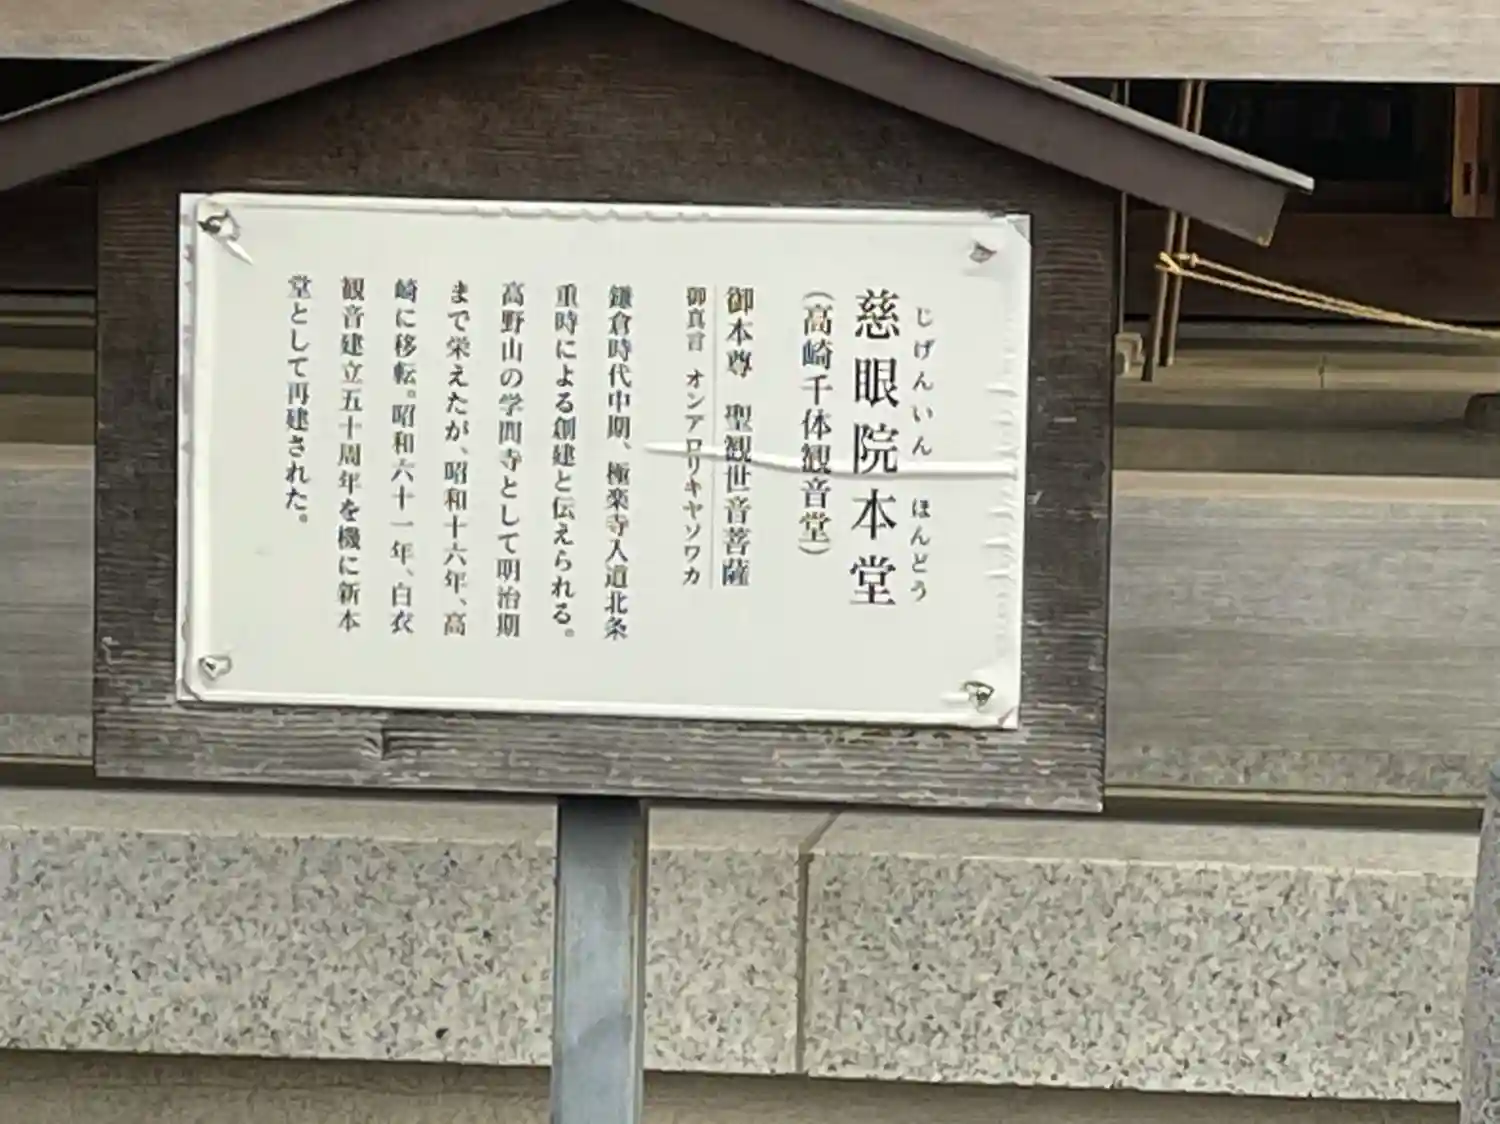 じげんいん ほんどう
慈眼院本堂
（高崎千体観音堂）
御本尊 聖観世音菩薩
御真言 オンアロリキヤソワカ
鎌倉時代中期、極楽寺入道北条
重時による創建と伝えられる。
高野山の学問寺として明治期
まで栄えたが、昭和十六年、高
崎に移転。昭和六十一年、白衣
観音建立五十周年を機に新本
堂として再建された。